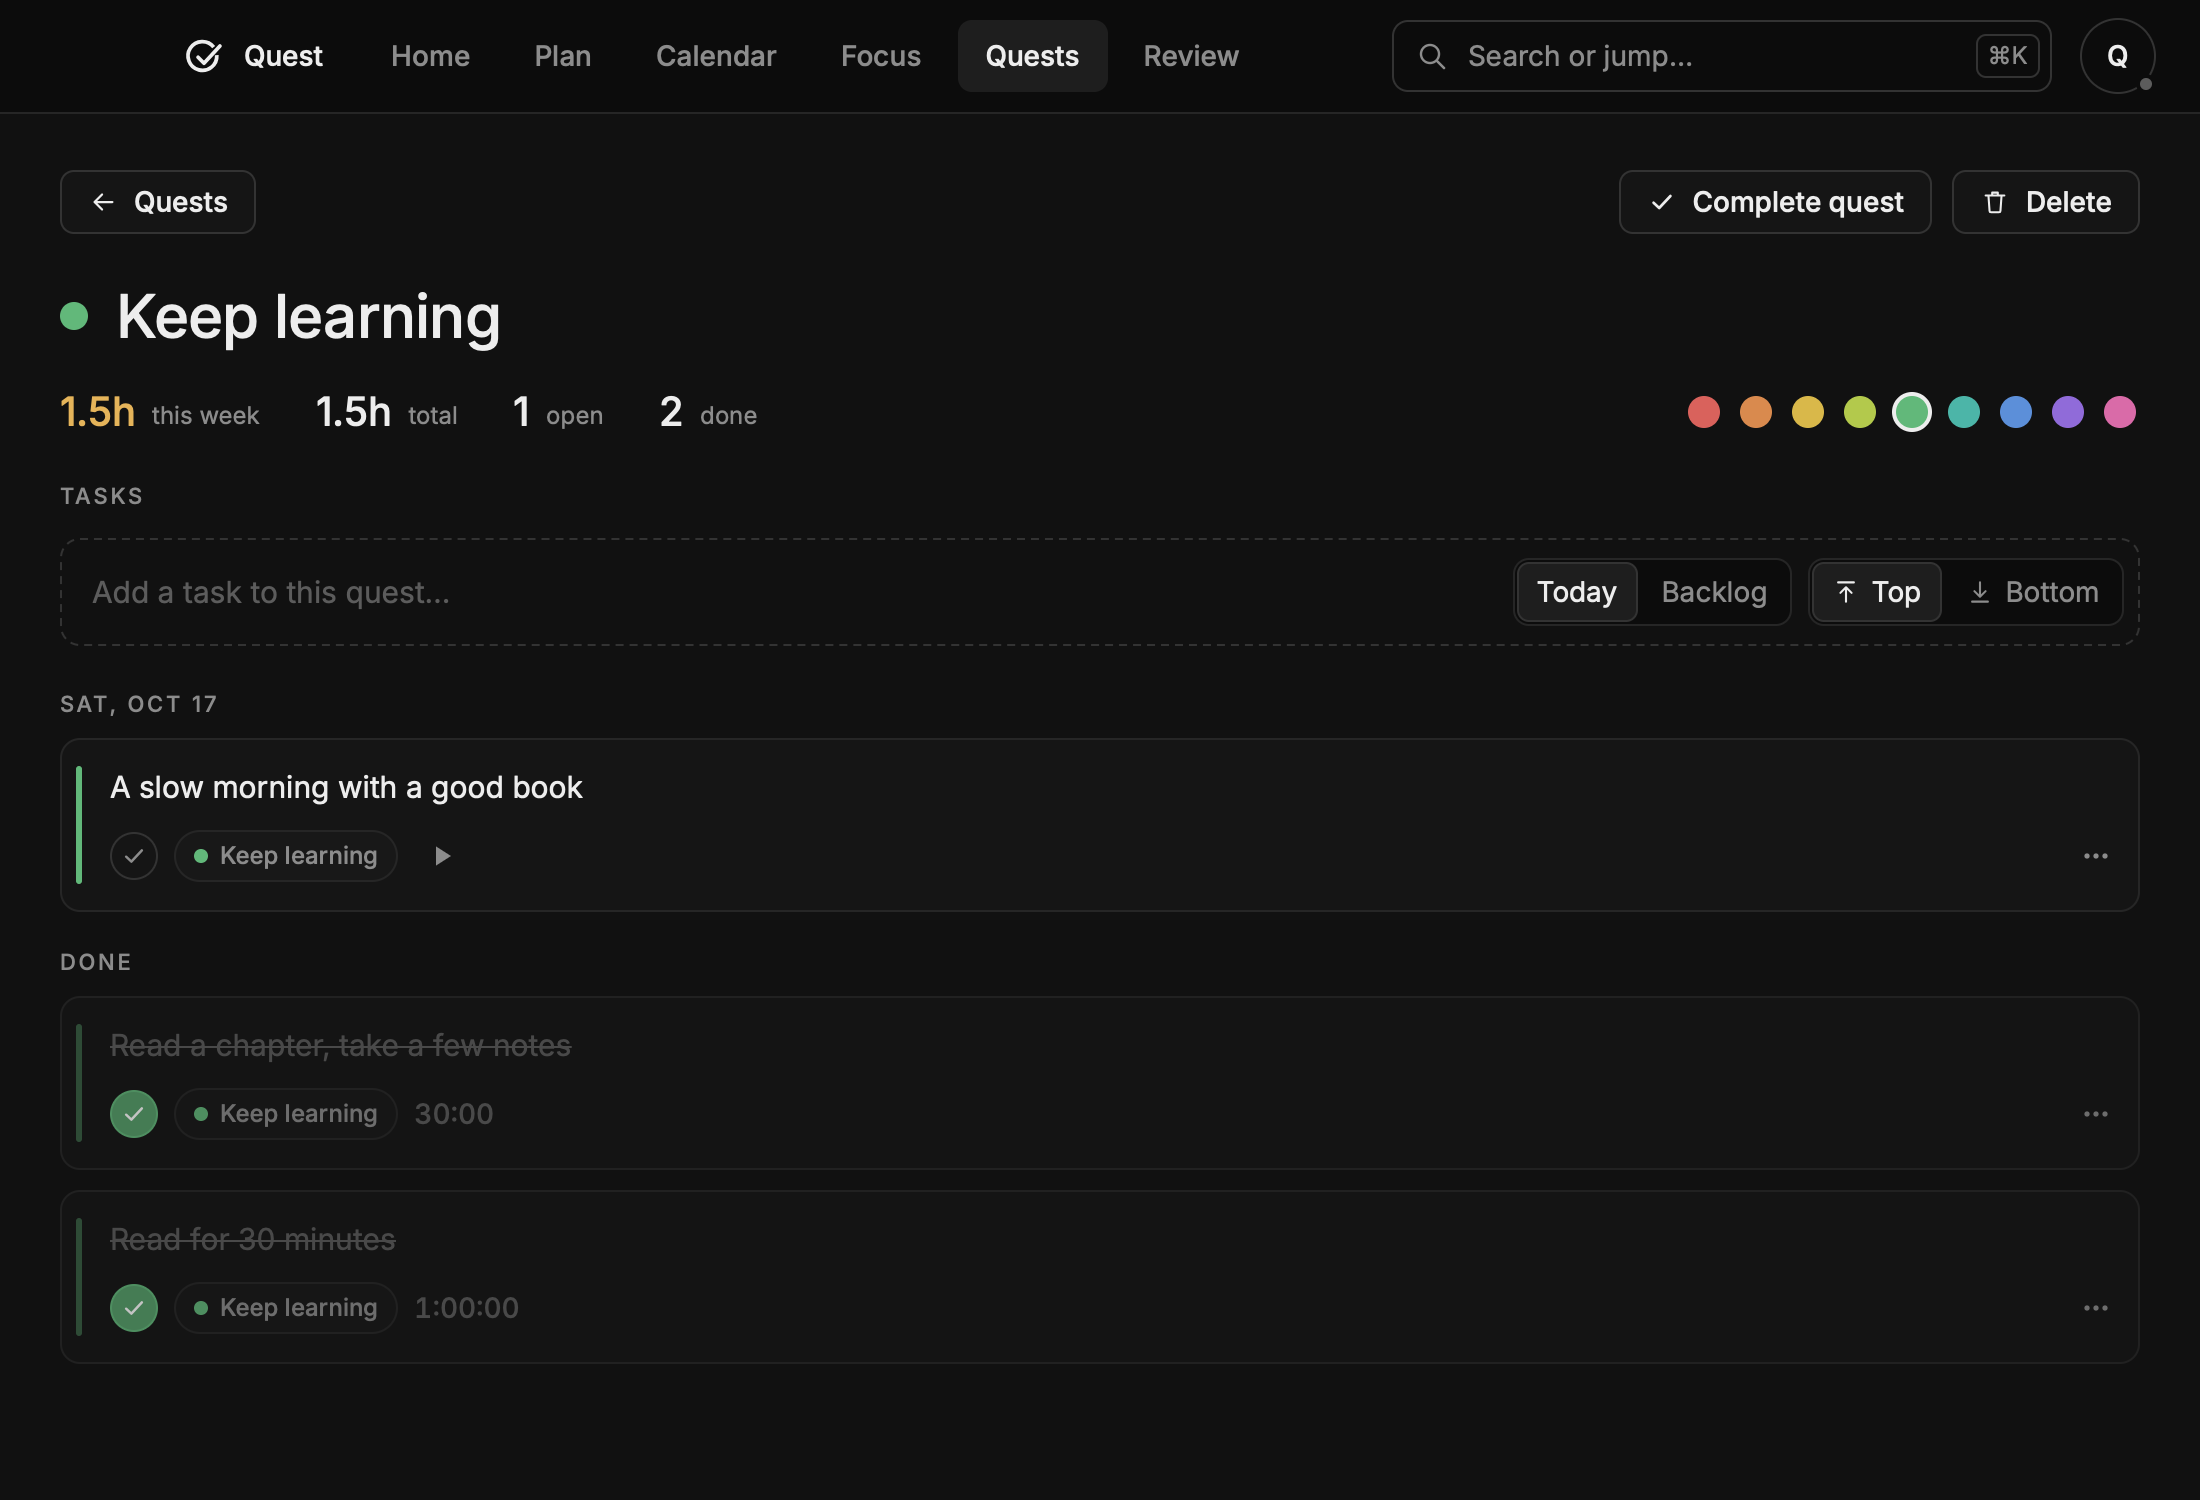 Quest Home Plan Calendar Focus Quests Review Search or jump... ⌘K Q
Quests Complete quest Delete
Keep learning
1.5h this week 1.5h total 1 open 2 done
TASKS
Add a task to this quest... Today Backlog Top Bottom
SAT, OCT 17
A slow morning with a good book
Keep learning
DONE
Read a chapter, take a few notes
Keep learning 30:00
Read for 30 minutes
Keep learning 1:00:00